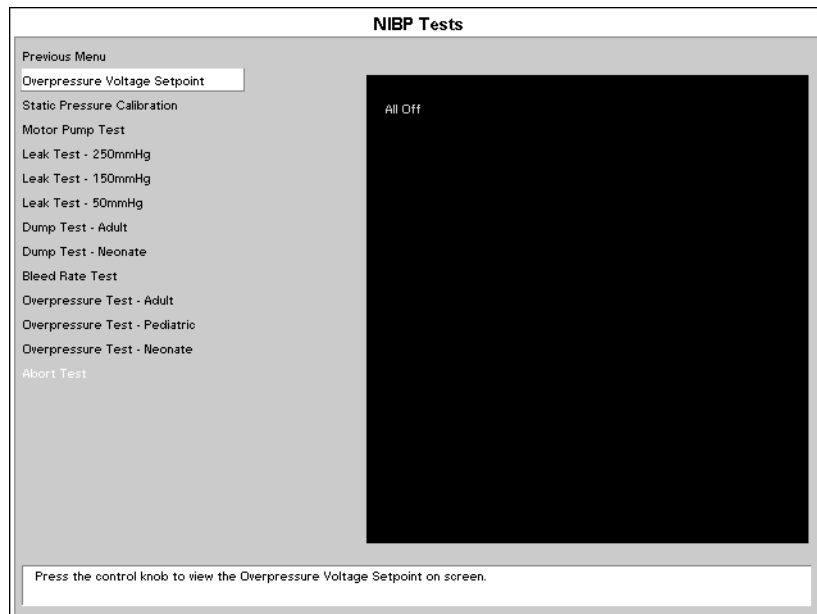 NIBP Tests
Previous Menu
Overpressure Voltage Setpoint
Static Pressure Calibration
Motor Pump Test
Leak Test - 250mmHg
Leak Test - 150mmHg
Leak Test - 50mmHg
Dump Test - Adult
Dump Test - Neonate
Bleed Rate Test
Overpressure Test - Adult
Overpressure Test - Pediatric
Overpressure Test - Neonate
Abort Test
All Off
Press the control knob to view the Overpressure Voltage Setpoint on screen.